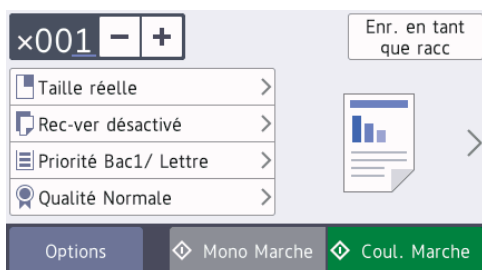 ×001 − +
Enr. en tant
que racc
Taille réelle
Rec-ver désactivé
Priorité Bac1/ Lettre
Qualité Normale
Options
Mono Marche
Coul. Marche